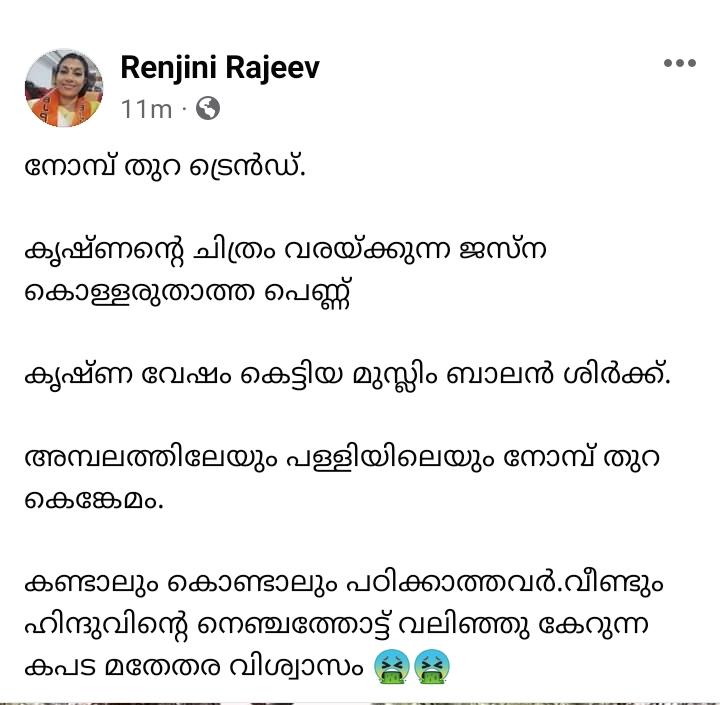 Renjini Rajeev
11m ·
നോമ്പ് തുറ ട്രെൻഡ്.
കൃഷ്ണന്റെ ചിത്രം വരയ്ക്കുന്ന ജസ്ന
കൊള്ളരുതാത്ത പെണ്ണ്
കൃഷ്ണ വേഷം കെട്ടിയ മുസ്ലിം ബാലൻ ശിർക്ക്.
അമ്പലത്തിലേയും പള്ളിയിലെയും നോമ്പ് തുറ
കെങ്കേമം.
കണ്ടാലും കൊണ്ടാലും പഠിക്കാത്തവർ.വീണ്ടും
ഹിന്ദുവിന്റെ നെഞ്ചത്തോട്ട് വലിഞ്ഞു കേറുന്ന
കപട മതേതര വിശ്വാസം 🤮🤮